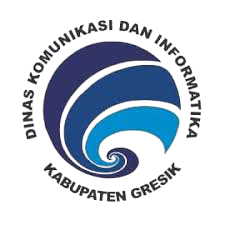 DINAS KOMUNIKASI DAN INFORMATIKA
KABUPATEN GRESIK